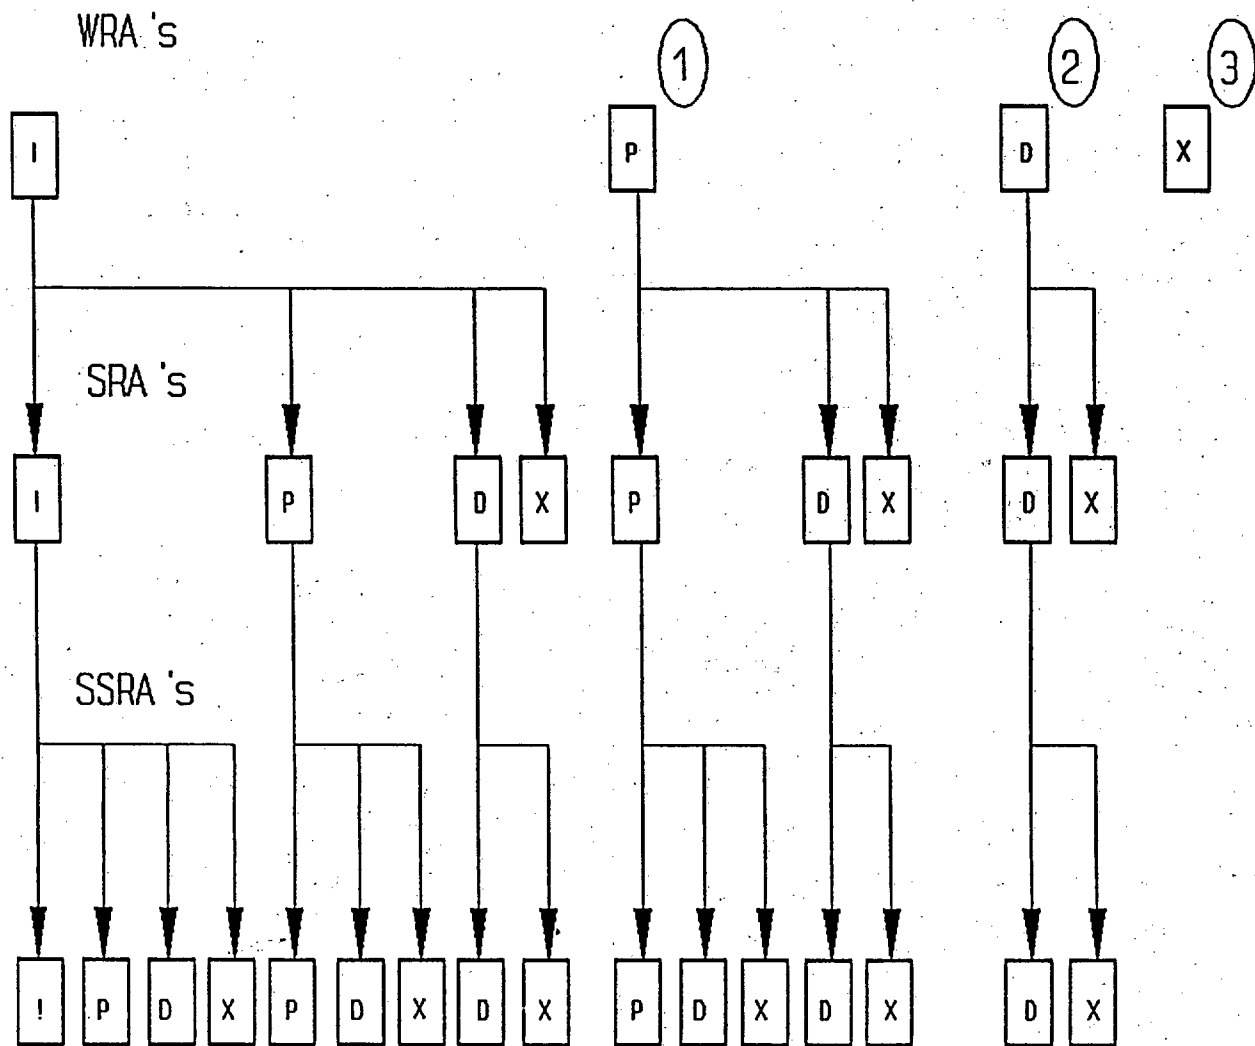 WRA's
1 2 3
I P D X
SRA's
I P D X P D X D X
SSRA's
! P D X P D X D X P D X D X D X